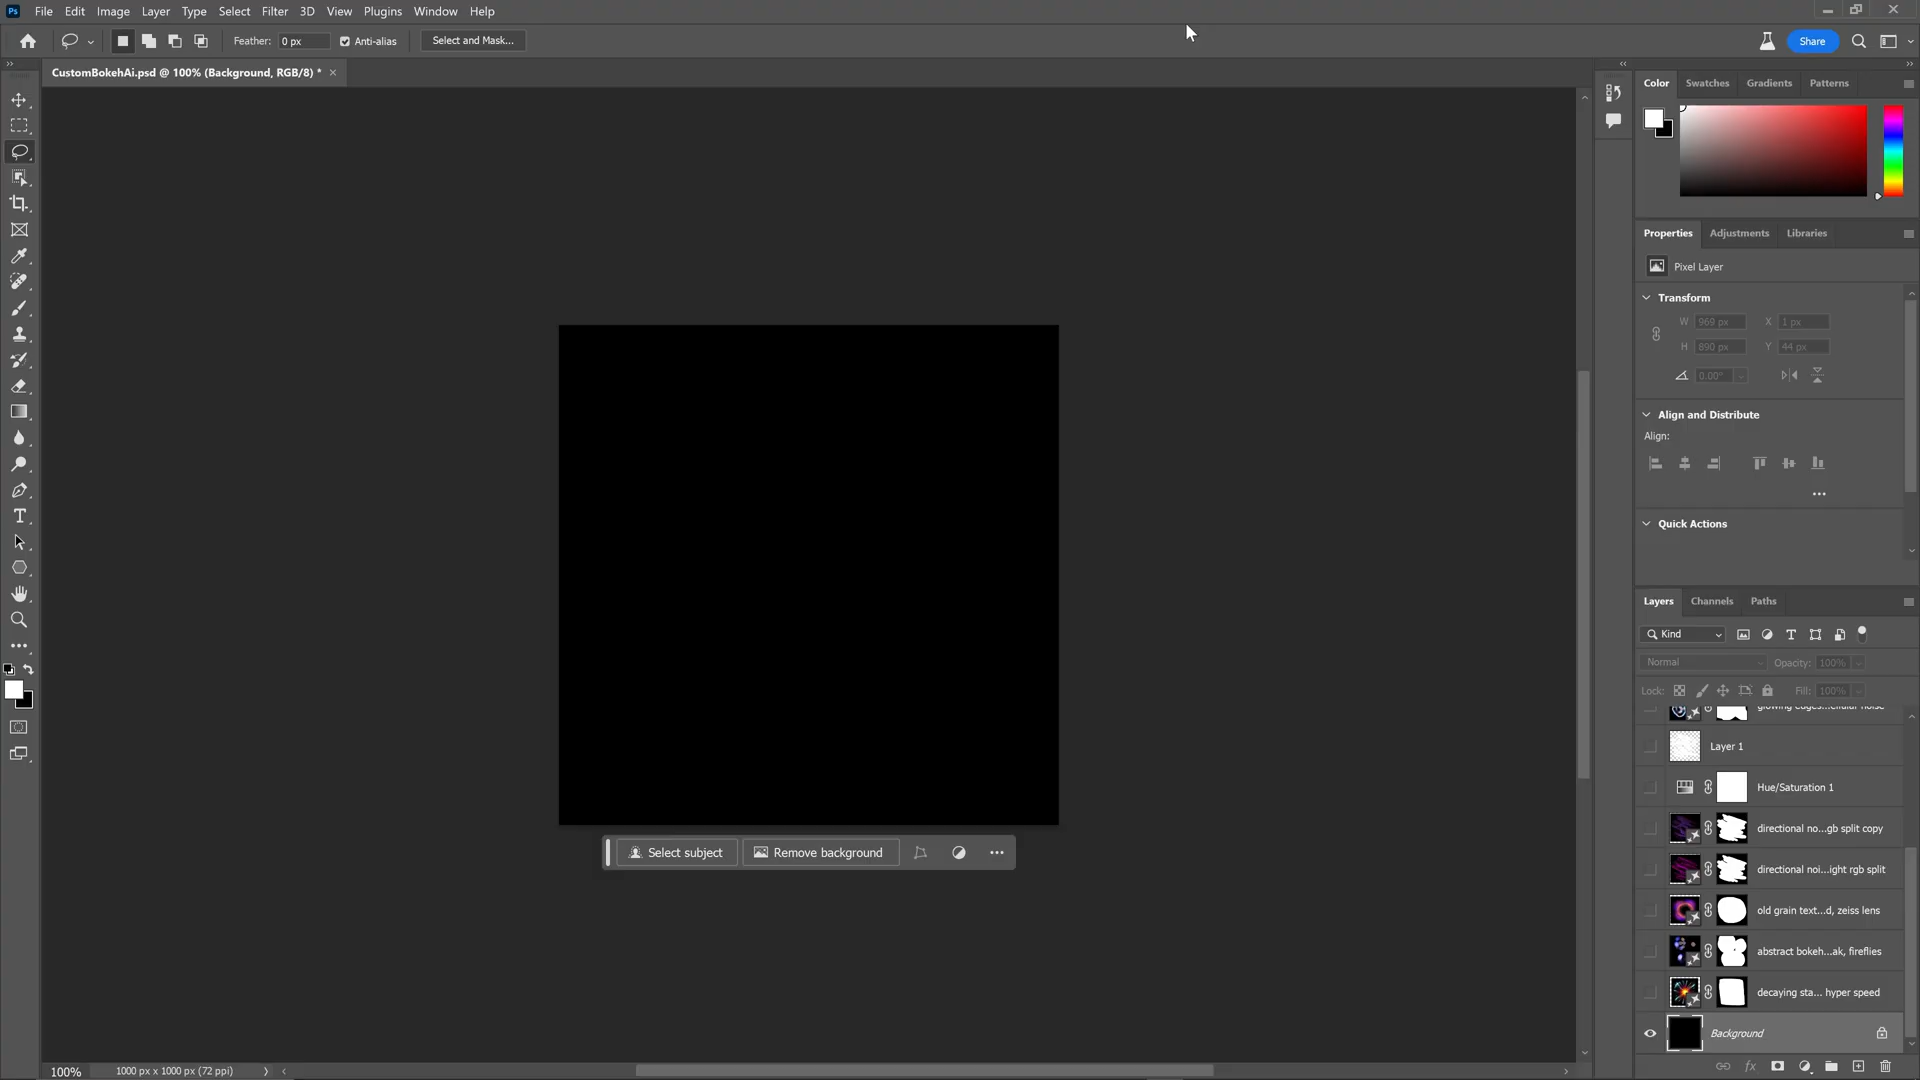 Ps File Edit Image Layer Type Select Filter 3D View Plugins Window Help
Feather: 0 px Anti-alias Select and Mask... Share
CustomBokehAi.psd @ 100% (Background, RGB/8) *
Color Swatches Gradients Patterns
Properties Adjustments Libraries
Pixel Layer
Transform
W 969 px X 1 px
H 890 px Y 44 px
0.00°
Align and Distribute
Align:
Quick Actions
Layers Channels Paths
Kind
Normal Opacity: 100%
Lock: Fill: 100%
glowing edges...ellular noise
Layer 1
Hue/Saturation 1
directional no...gb split copy
directional noi...ight rgb split
old grain text...d, zeiss lens
abstract bokeh...ak, fireflies
decaying sta... hyper speed
Background
Select subject Remove background
100% 1000 px x 1000 px (72 ppi)
fx